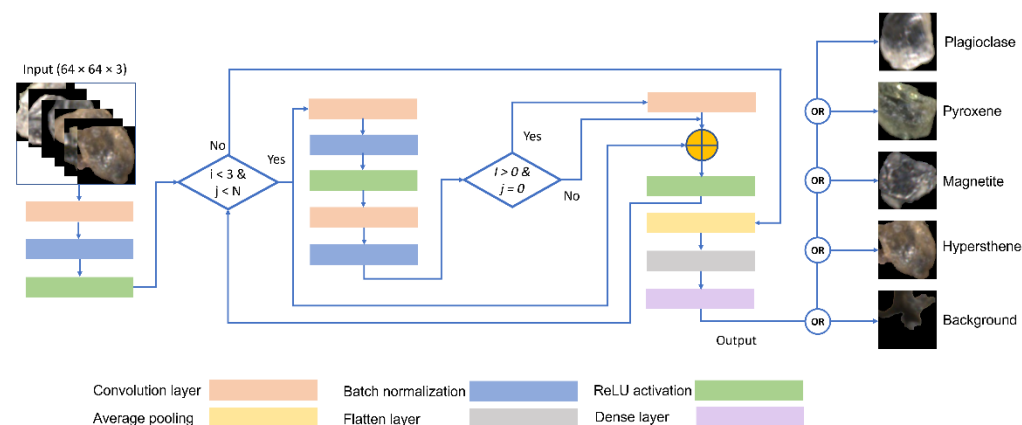 Input (64 × 64 × 3)
Plagioclase
OR
Pyroxene
No
Yes
Yes
i < 3 &
j < N
I > 0 &
j = 0
No
OR
Magnetite
OR
Hypersthene
OR
Background
Output
Convolution layer
Batch normalization
ReLU activation
Average pooling
Flatten layer
Dense layer